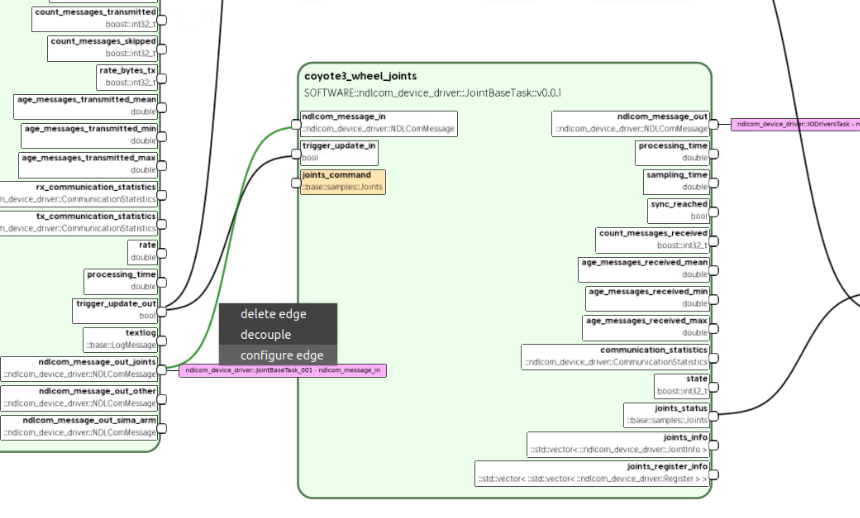 count_messages_transmitted
boost::int32_t
count_messages_skipped
boost::int32_t
rate_bytes_tx
boost::int32_t
age_messages_transmitted_mean
double
age_messages_transmitted_min
double
age_messages_transmitted_max
double
rx_communication_statistics
m_device_driver::CommunicationStatistics
tx_communication_statistics
m_device_driver::CommunicationStatistics
rate
double
processing_time
double
trigger_update_out
bool
textlog
::base::LogMessage
ndlcom_message_out_joints
::ndlcom_device_driver::NDLComMessage
ndlcom_message_out_other
::ndlcom_device_driver::NDLComMessage
ndlcom_message_out_sima_arm
::ndlcom_device_driver::NDLComMessage
delete edge
decouple
configure edge
ndlcom_device_driver::JointBaseTask_001 - ndlcom_message_in
coyote3_wheel_joints
SOFTWARE::ndlcom_device_driver::JointBaseTask::v0.0.1
ndlcom_message_in
::ndlcom_device_driver::NDLComMessage
trigger_update_in
bool
joints_command
::base::samples::Joints
ndlcom_message_out
::ndlcom_device_driver::NDLComMessage
processing_time
double
sampling_time
double
sync_reached
bool
count_messages_received
boost::int32_t
age_messages_received_mean
double
age_messages_received_min
double
age_messages_received_max
double
communication_statistics
::ndlcom_device_driver::CommunicationStatistics
state
boost::int32_t
joints_status
::base::samples::Joints
joints_info
::std::vector< ::ndlcom_device_driver::JointInfo >
joints_register_info
::std::vector< ::std::vector< ::ndlcom_device_driver::Register > >
ndlcom_device_driver::IODriversTask - n